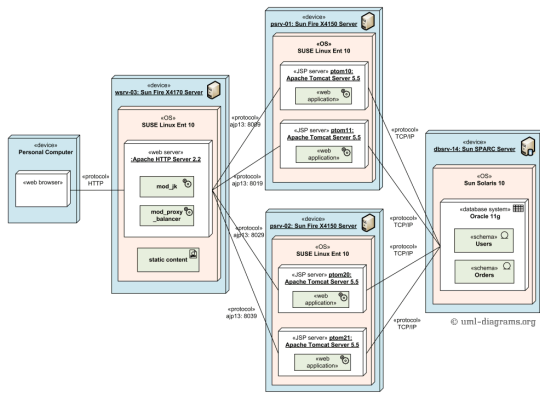 «device»
Personal Computer
«web browser»
«protocol»
HTTP
«device»
wsrv-03: Sun Fire X4170 Server
«OS»
SUSE Linux Ent 10
«web server»
:Apache HTTP Server 2.2
mod_jk
mod_proxy
_balancer
static content
«protocol»
ajp13: 8009
«protocol»
ajp13: 8019
«protocol»
ajp13: 8029
«protocol»
ajp13: 8039
«device»
psrv-01: Sun Fire X4150 Server
«OS»
SUSE Linux Ent 10
«JSP server» ptom10:
Apache Tomcat Server 5.5
«web
application»
«JSP server» ptom11:
Apache Tomcat Server 5.5
«web
application»
«device»
psrv-02: Sun Fire X4150 Server
«OS»
SUSE Linux Ent 10
«JSP server» ptom20:
Apache Tomcat Server 5.5
«web
application»
«JSP server» ptom21:
Apache Tomcat Server 5.5
«web
application»
«protocol»
TCP/IP
«protocol»
TCP/IP
«protocol»
TCP/IP
«protocol»
TCP/IP
«device»
dbsrv-14: Sun SPARC Server
«OS»
Sun Solaris 10
«database system»
Oracle 11g
«schema»
Users
«schema»
Orders
© uml-diagrams.org